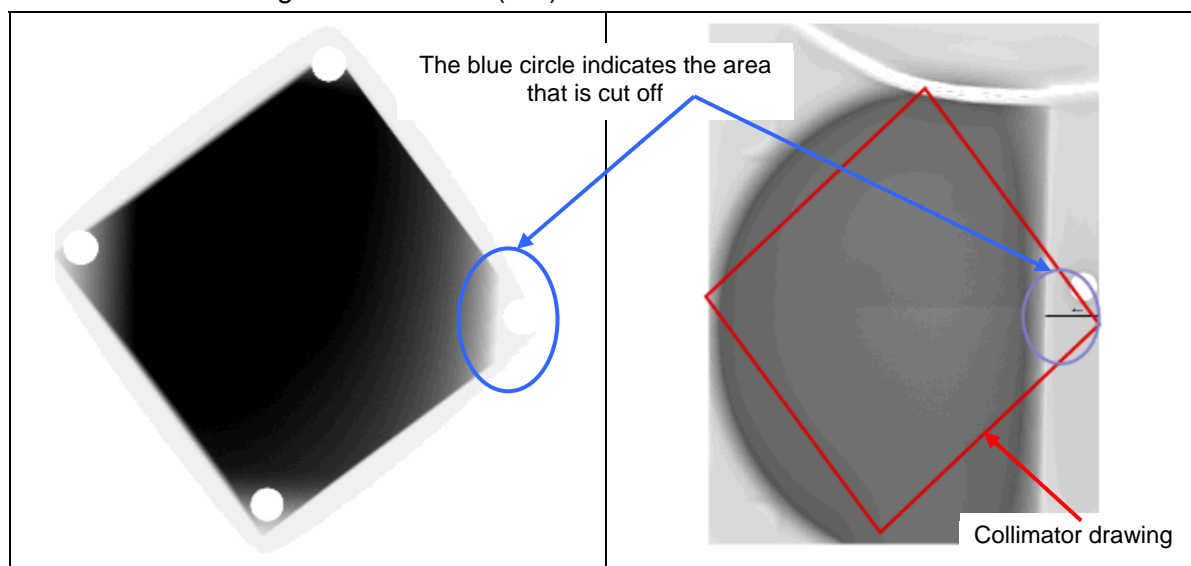 The blue circle indicates the area
that is cut off
Collimator drawing